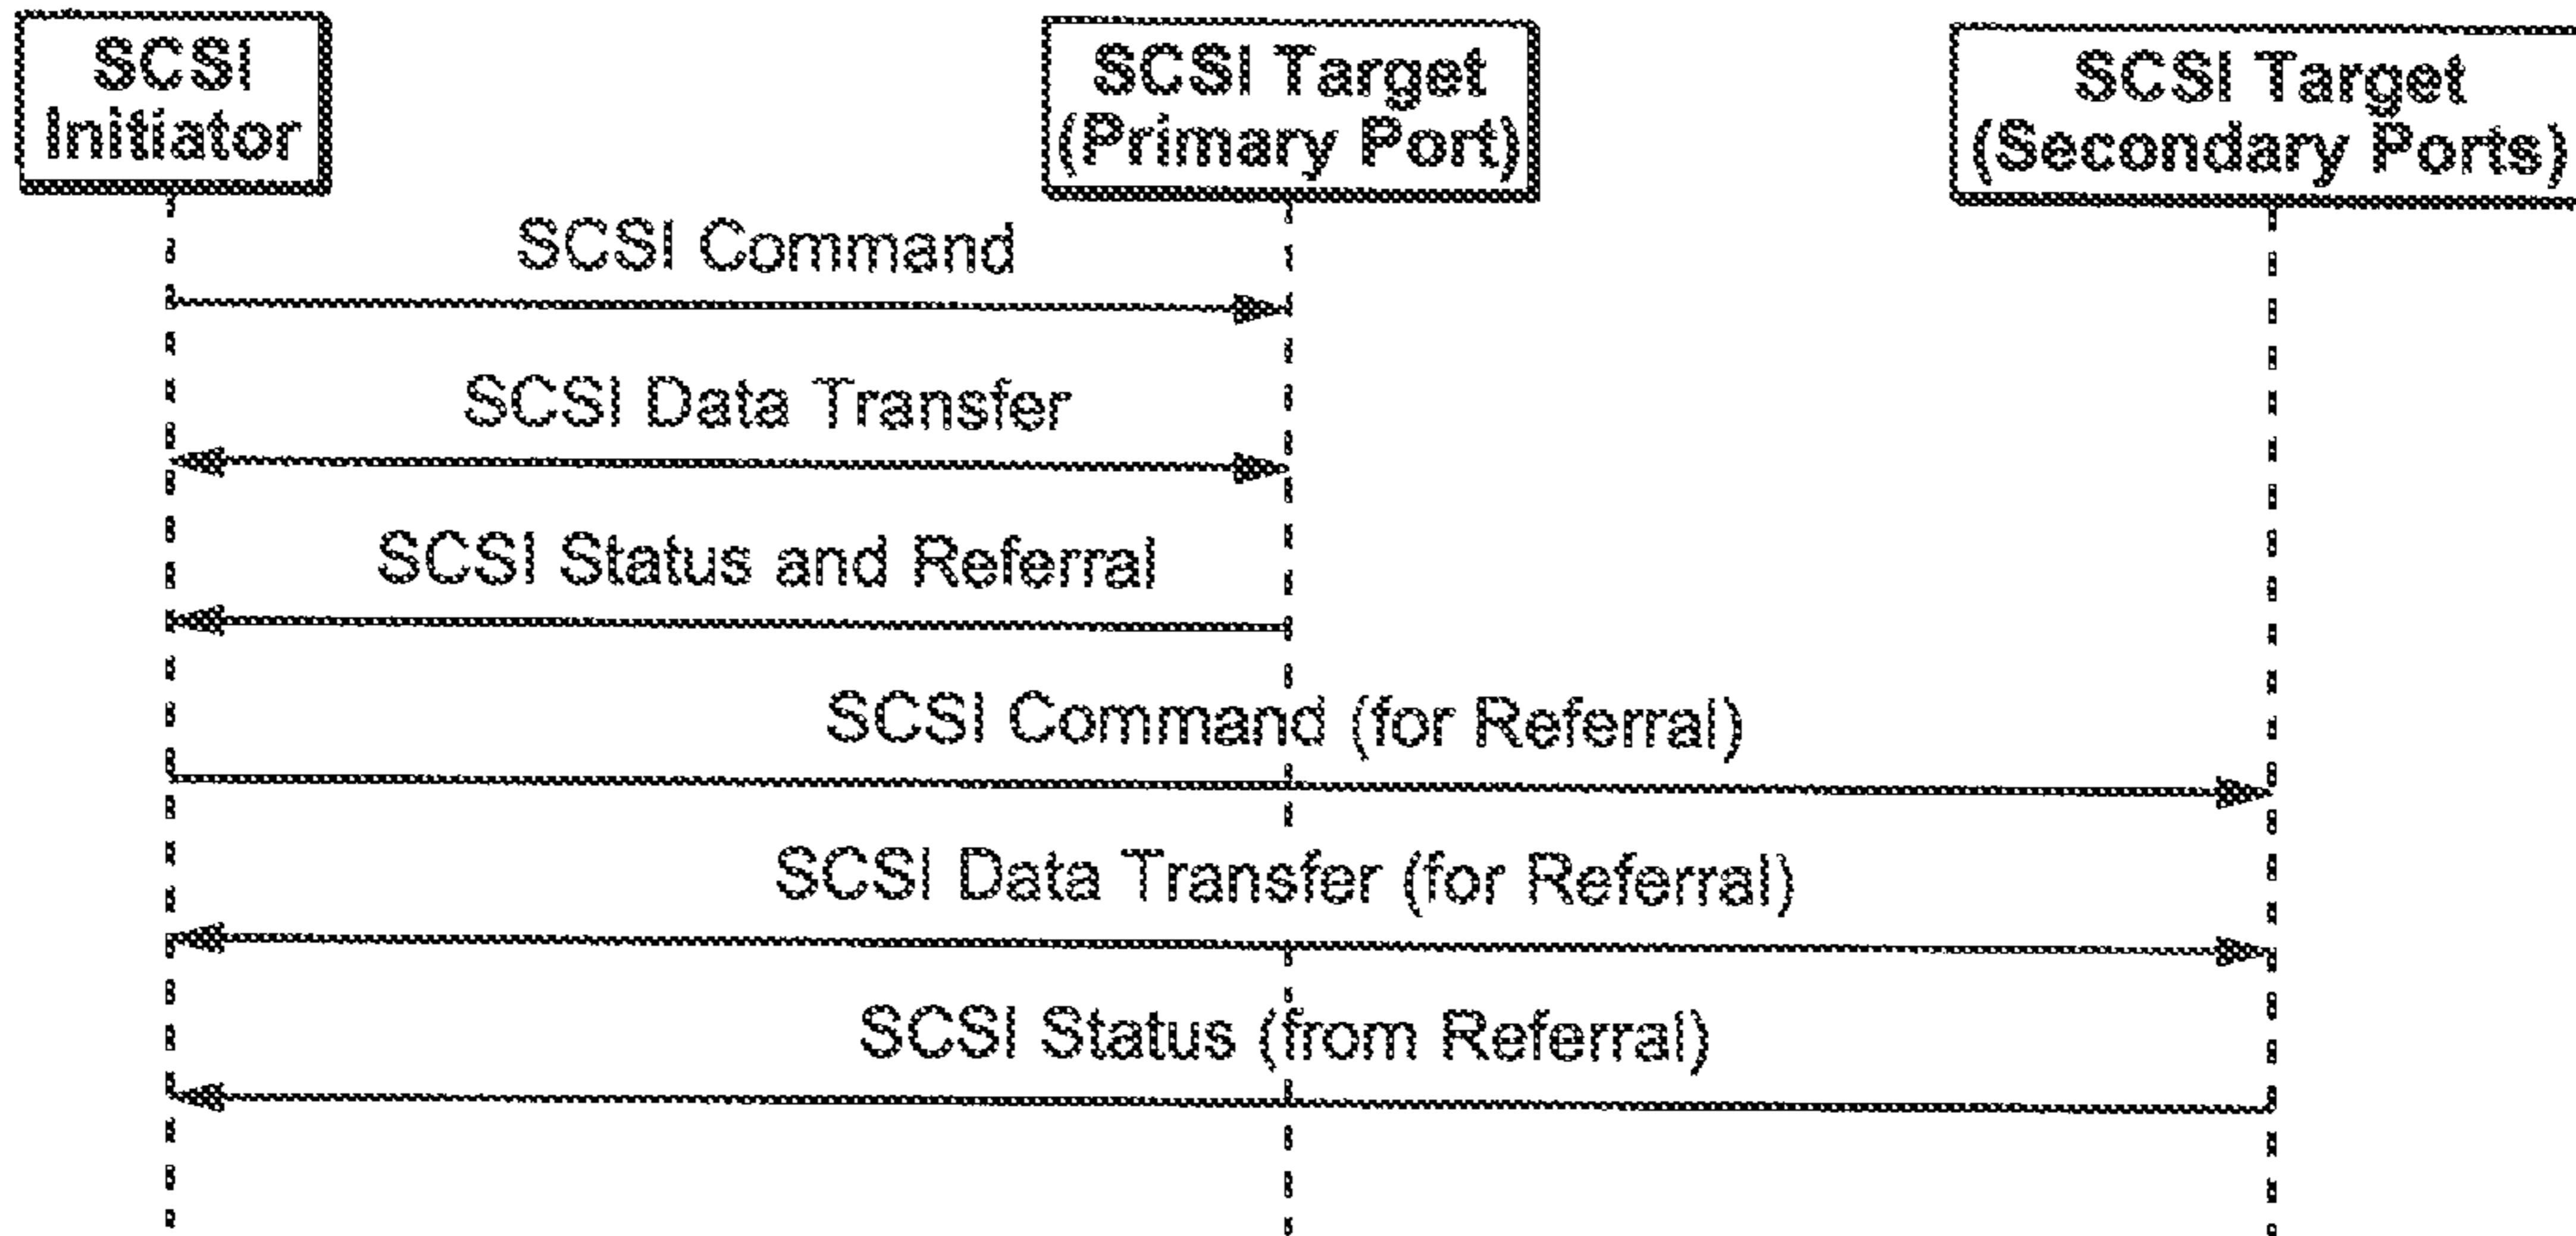 SCSI
Initiator
SCSI Target
(Primary Port)
SCSI Target
(Secondary Ports)
SCSI Command
SCSI Data Transfer
SCSI Status and Referral
SCSI Command (for Referral)
SCSI Data Transfer (for Referral)
SCSI Status (from Referral)